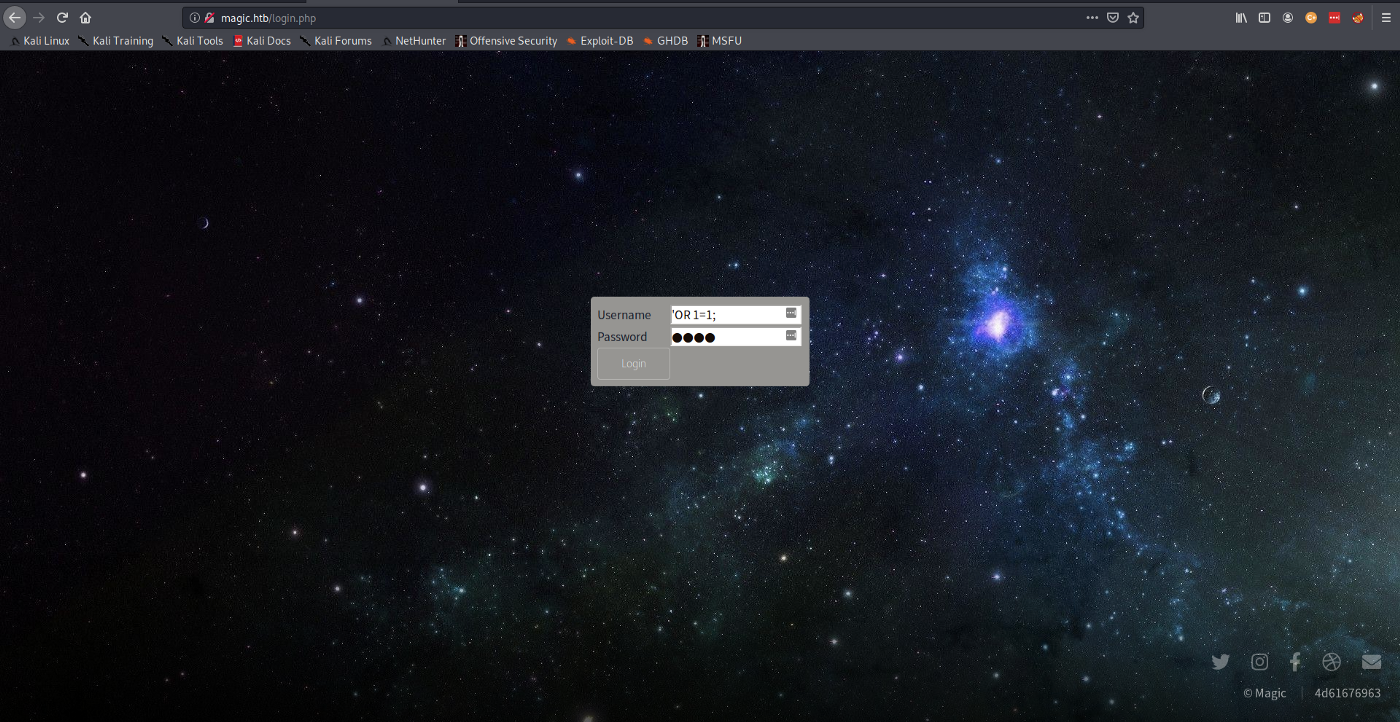 magic.htb/login.php
Kali Linux Kali Training Kali Tools Kali Docs Kali Forums NetHunter Offensive Security Exploit-DB GHDB MSFU
Username 'OR 1=1;
Password ●●●●
Login
© Magic 4d61676963